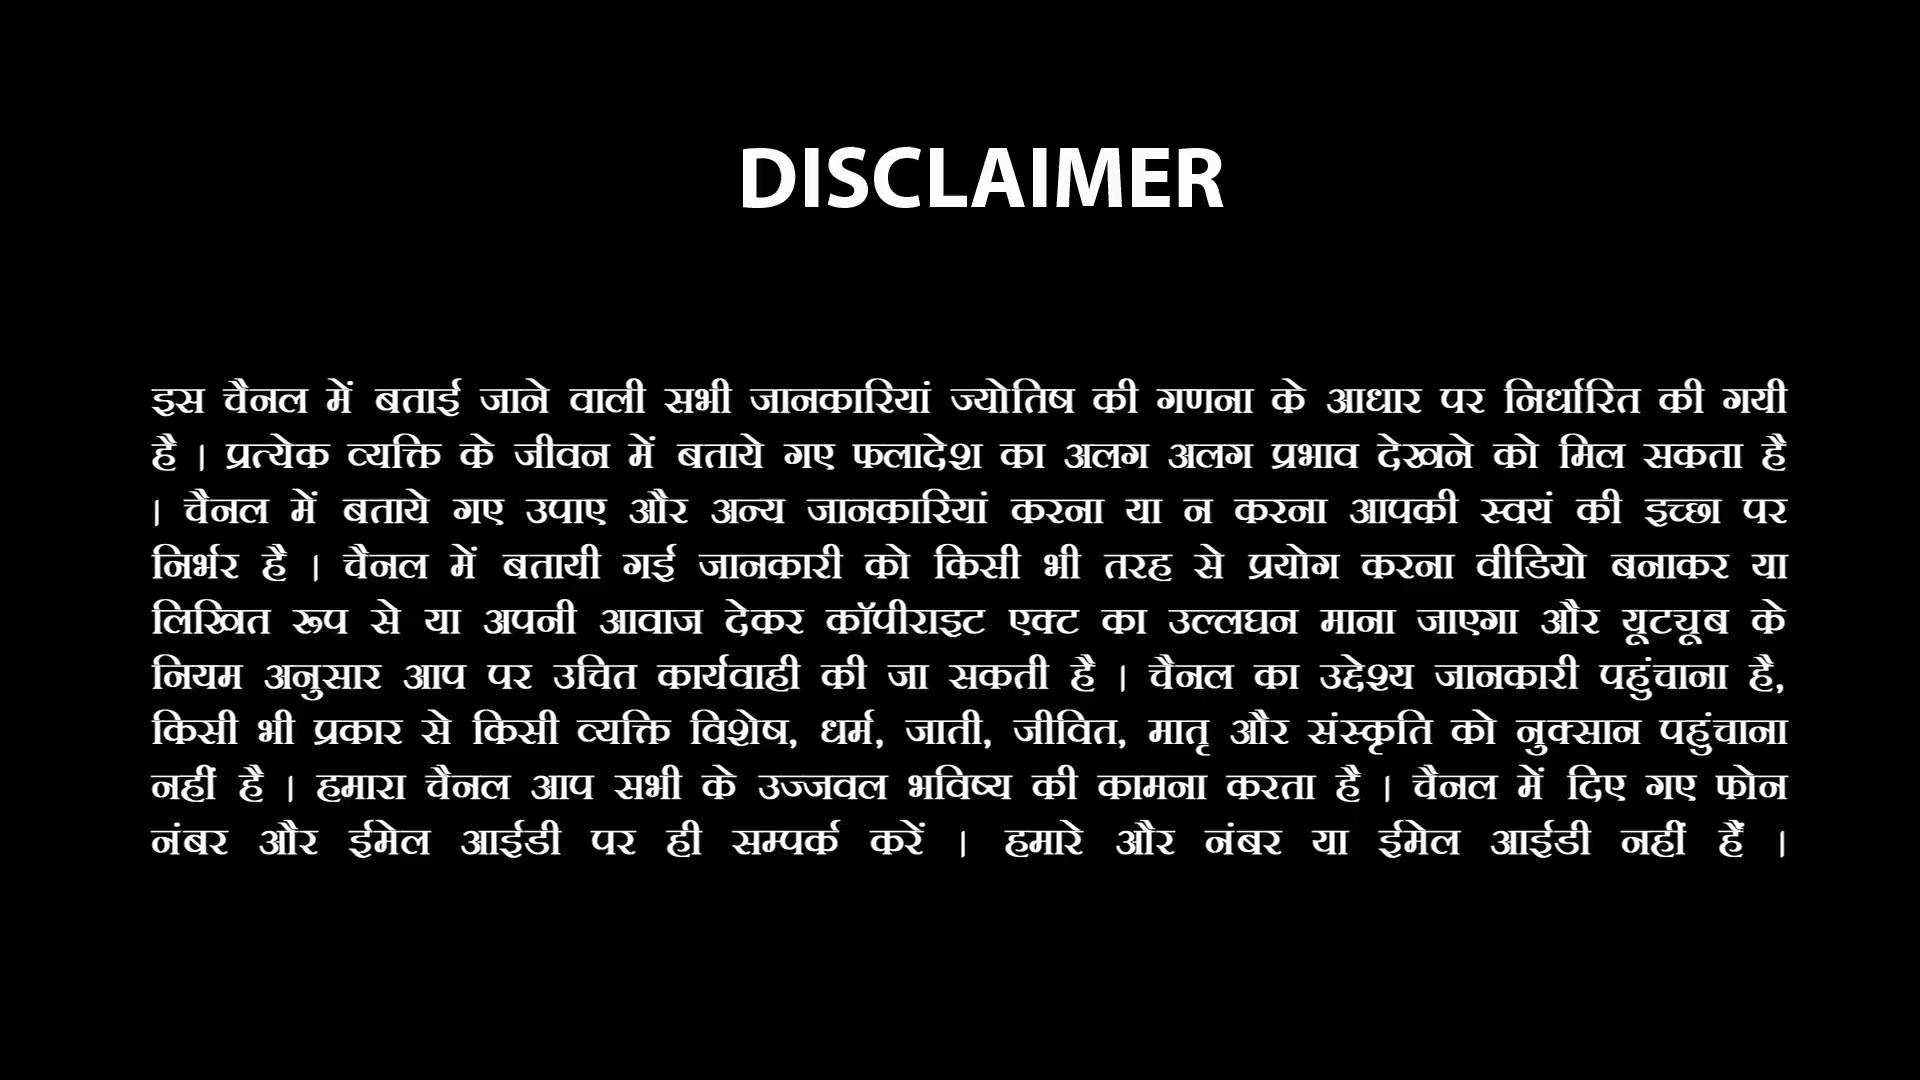 DISCLAIMER
इस चैनल में बताई जाने वाली सभी जानकारियां ज्योतिष की गणना के आधार पर निर्धारित की गयी
है । प्रत्येक व्यक्ति के जीवन में बताये गए फलादेश का अलग अलग प्रभाव देखने को मिल सकता है
। चैनल में बताये गए उपाए और अन्य जानकारियां करना या न करना आपकी स्वयं की इच्छा पर
निर्भर है । चैनल में बतायी गई जानकारी को किसी भी तरह से प्रयोग करना वीडियो बनाकर या
लिखित रूप से या अपनी आवाज देकर कॉपीराइट एक्ट का उल्लघन माना जाएगा और यूटच्यूब के
नियम अनुसार आप पर उचित कार्यवाही की जा सकती है । चैनल का उद्देश्य जानकारी पहुंचाना है,
किसी भी प्रकार से किसी व्यक्ति विशेष, धर्म, जाती, जीवित, मातृ और संस्कृति को नुक्सान पहुंचाना
नहीं है । हमारा चैनल आप सभी के उज्जवल भविष्य की कामना करता है । चैनल में दिए गए फोन
नंबर और ईमेल आईडी पर ही सम्पर्क करें । हमारे और नंबर या ईमेल आईडी नहीं हैं ।